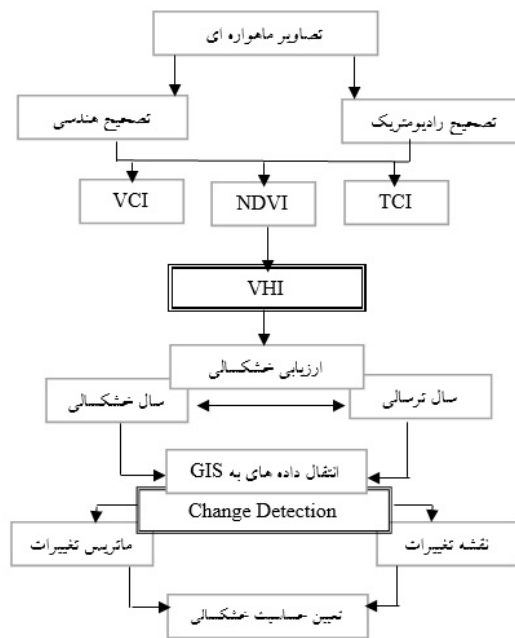 تصاویر ماهواره ای
تصحیح رادیومتریک
تصحیح هندسی
VCI
NDVI
TCI
VHI
ارزیابی خشکسالی
سال ترسالی
سال خشکسالی
انتقال داده های به GIS
Change Detection
نقشه تغییرات
ماتریس تغییرات
تعیین حساسیت خشکسالی